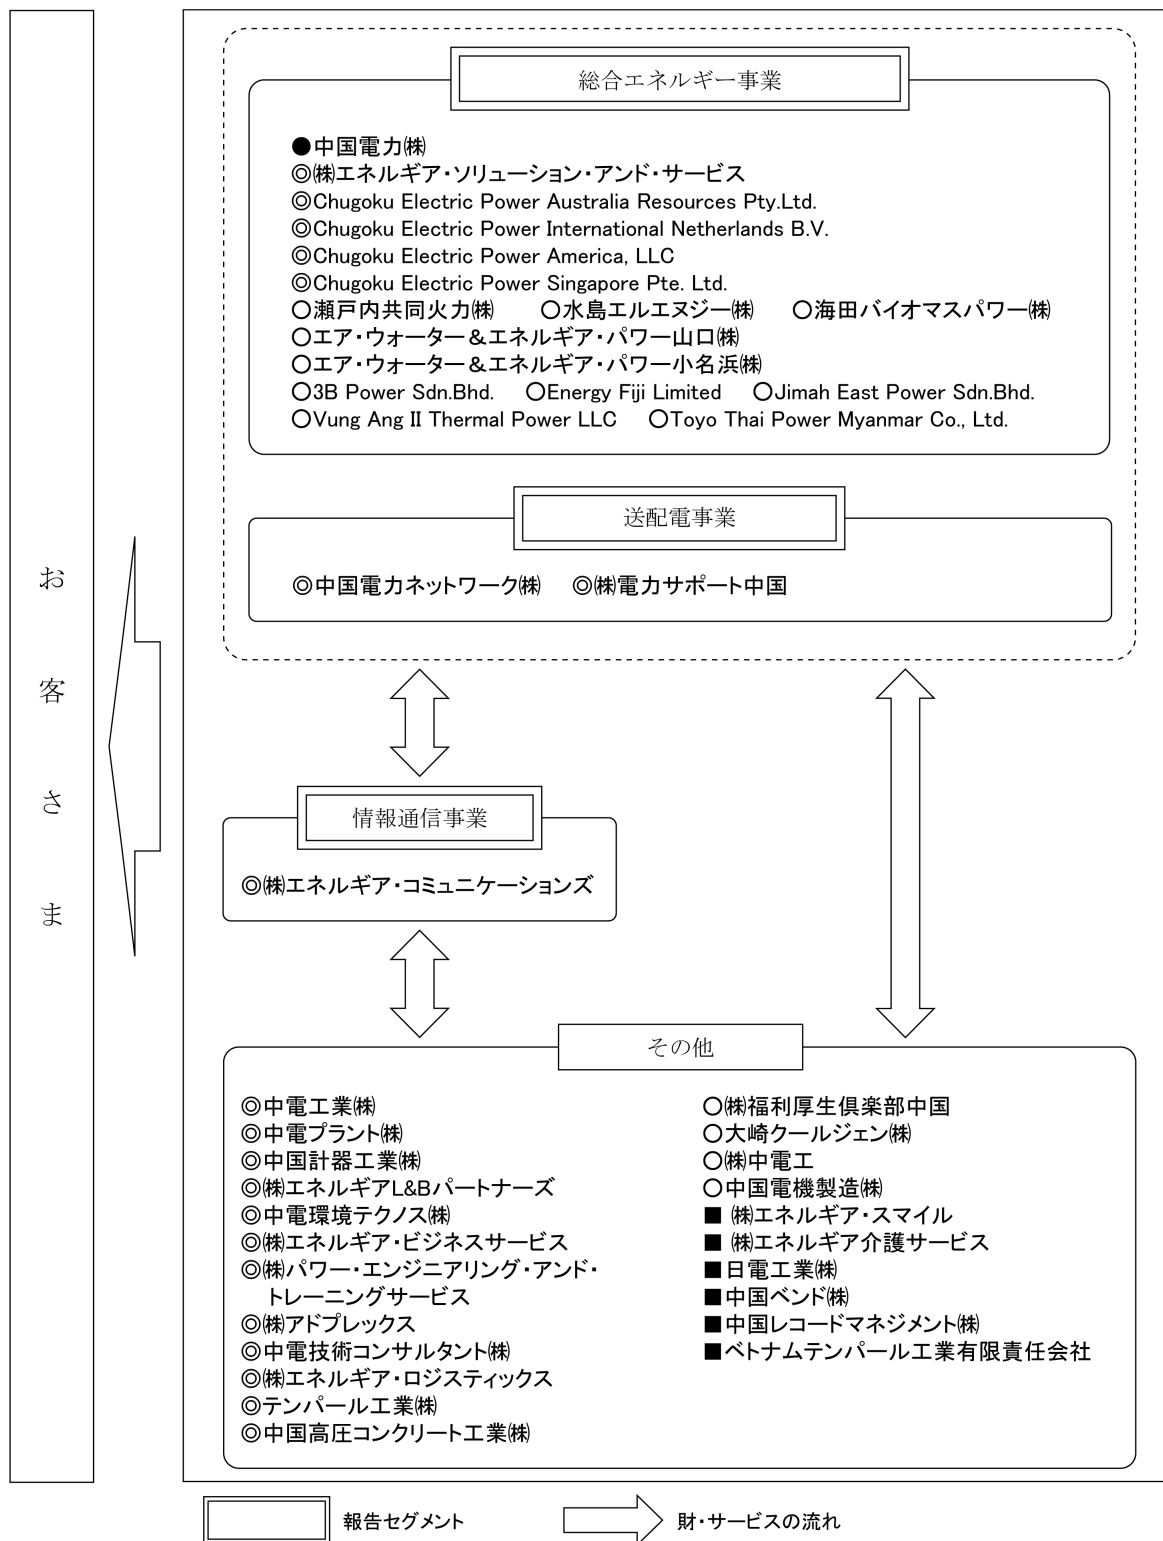 お客さま
総合エネルギー事業
●中国電力㈱
◎㈱エネルギア・ソリューション・アンド・サービス
◎Chugoku Electric Power Australia Resources Pty.Ltd.
◎Chugoku Electric Power International Netherlands B.V.
◎Chugoku Electric Power America, LLC
◎Chugoku Electric Power Singapore Pte. Ltd.
○瀬戸内共同火力㈱ ○水島エルエヌジー㈱ ○海田バイオマスパワー㈱
○エア・ウォーター＆エネルギア・パワー山口㈱
○エア・ウォーター＆エネルギア・パワー小名浜㈱
○3B Power Sdn.Bhd. ○Energy Fiji Limited ○Jimah East Power Sdn.Bhd.
○Vung Ang II Thermal Power LLC ○Toyo Thai Power Myanmar Co., Ltd.
送配電事業
◎中国電力ネットワーク㈱ ◎㈱電力サポート中国
情報通信事業
◎㈱エネルギア・コミュニケーションズ
その他
◎中電工業㈱
◎中電プラント㈱
◎中国計器工業㈱
◎㈱エネルギアL&Bパートナーズ
◎中電環境テクノス㈱
◎㈱エネルギア・ビジネスサービス
◎㈱パワー・エンジニアリング・アンド・
トレーニングサービス
◎㈱アドプレックス
◎中電技術コンサルタント㈱
◎㈱エネルギア・ロジスティックス
◎テンパール工業㈱
◎中国高圧コンクリート工業㈱
○㈱福利厚生倶楽部中国
○大崎クールジェン㈱
○㈱中電工
○中国電機製造㈱
■ ㈱エネルギア・スマイル
■ ㈱エネルギア介護サービス
■日電工業㈱
■中国ベンド㈱
■中国レコードマネジメント㈱
■ベトナムテンパール工業有限責任会社
報告セグメント
財・サービスの流れ